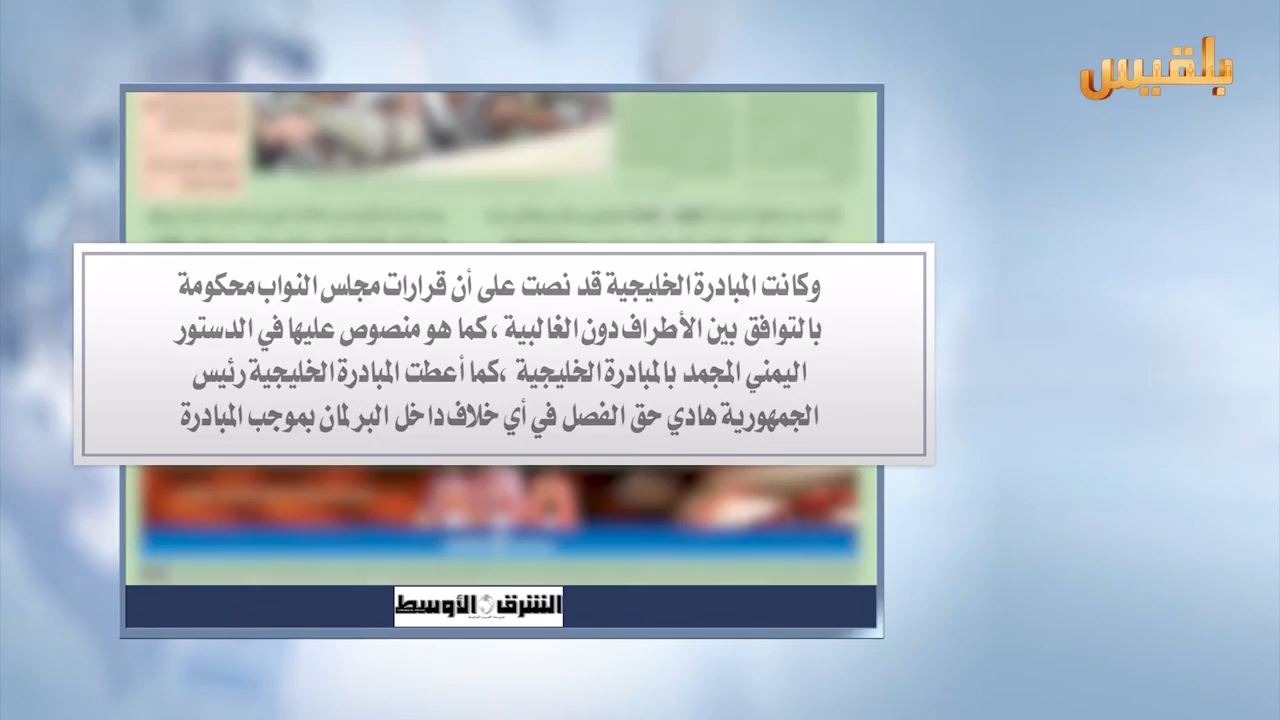 بلقيس
وكانت المبادرة الخليجية قد نصت على أن قرارات مجلس النواب محكومة
بالتوافق بين الأطراف دون الغالبية ، كما هو منصوص عليها في الدستور
اليمني المجمد بالمبادرة الخليجية ،كما أعطت المبادرة الخليجية رئيس
الجمهورية هادي حق الفصل في أي خلاف داخل البرلمان بموجب المبادرة
الشرق الأوسط